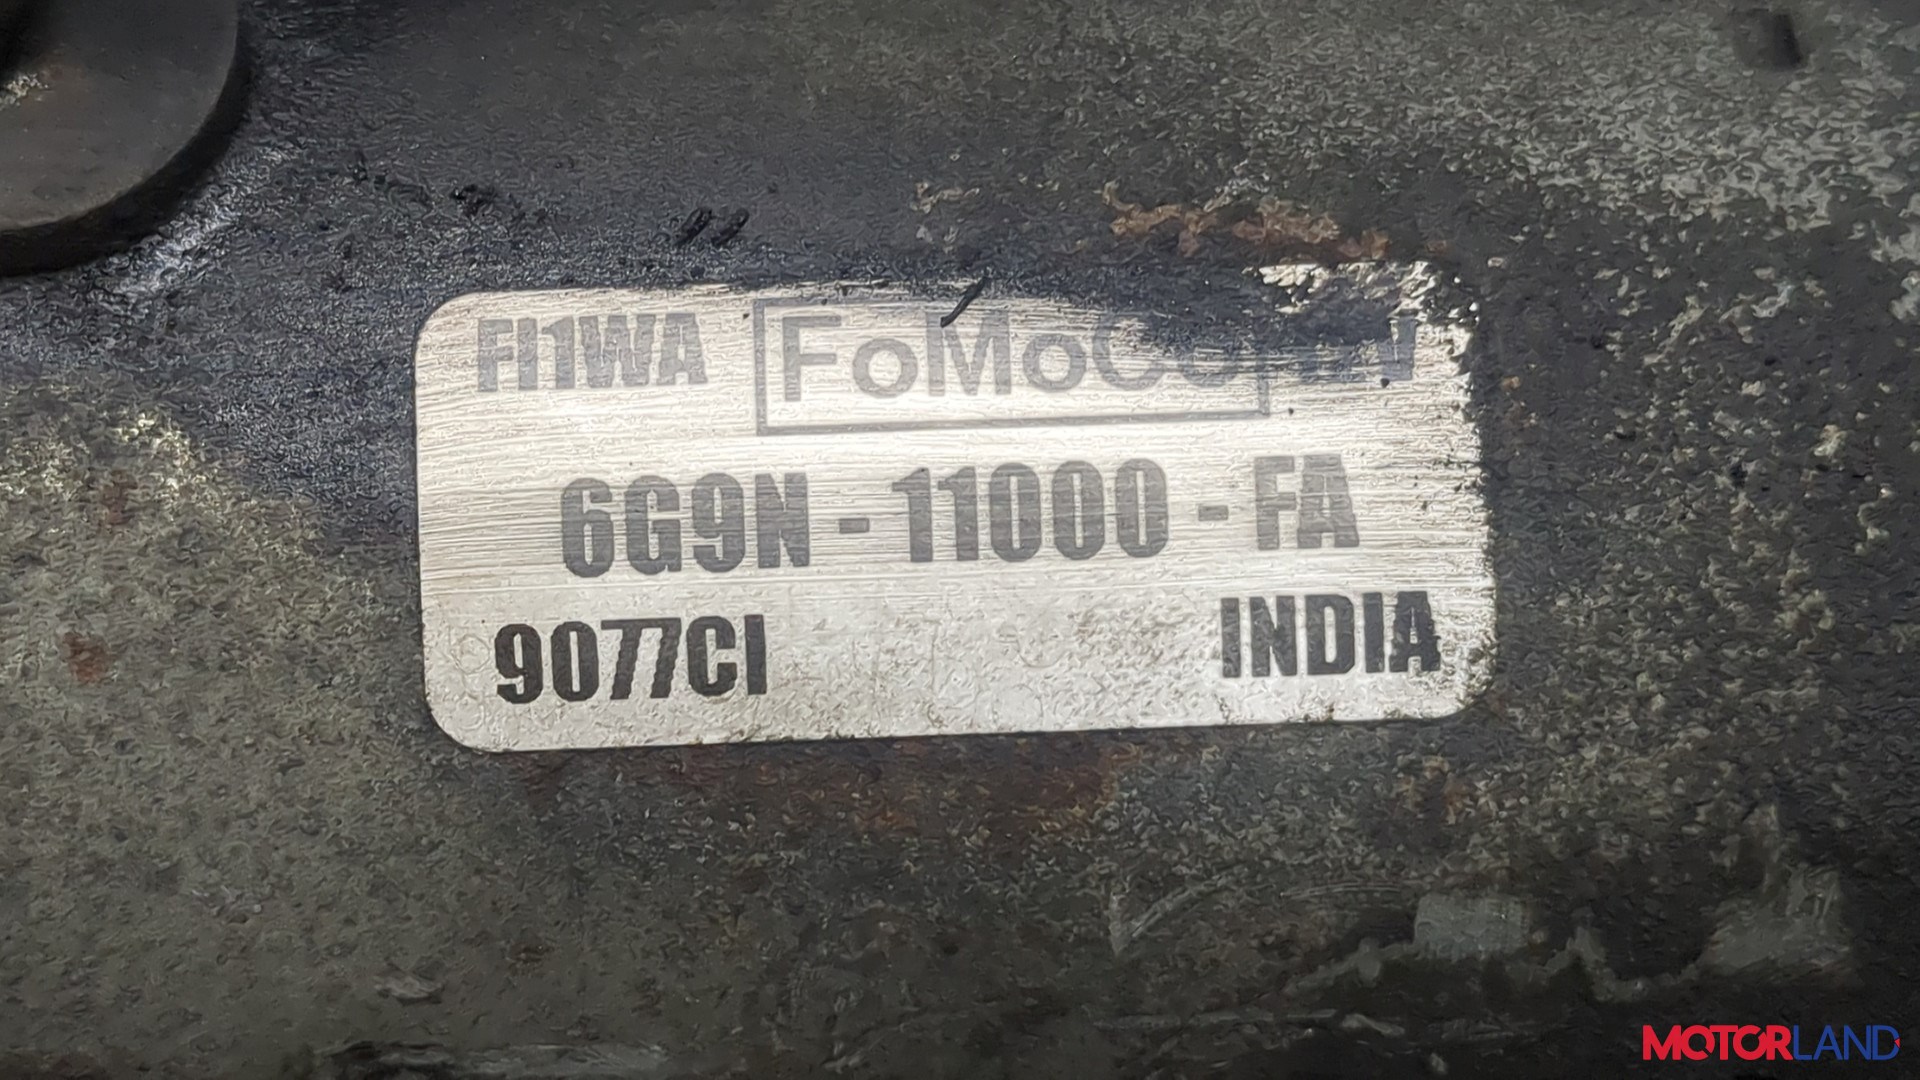 FI1WA FoMoCo
6G9N - 11000 - FA
9077CI INDIA
MOTORLAND